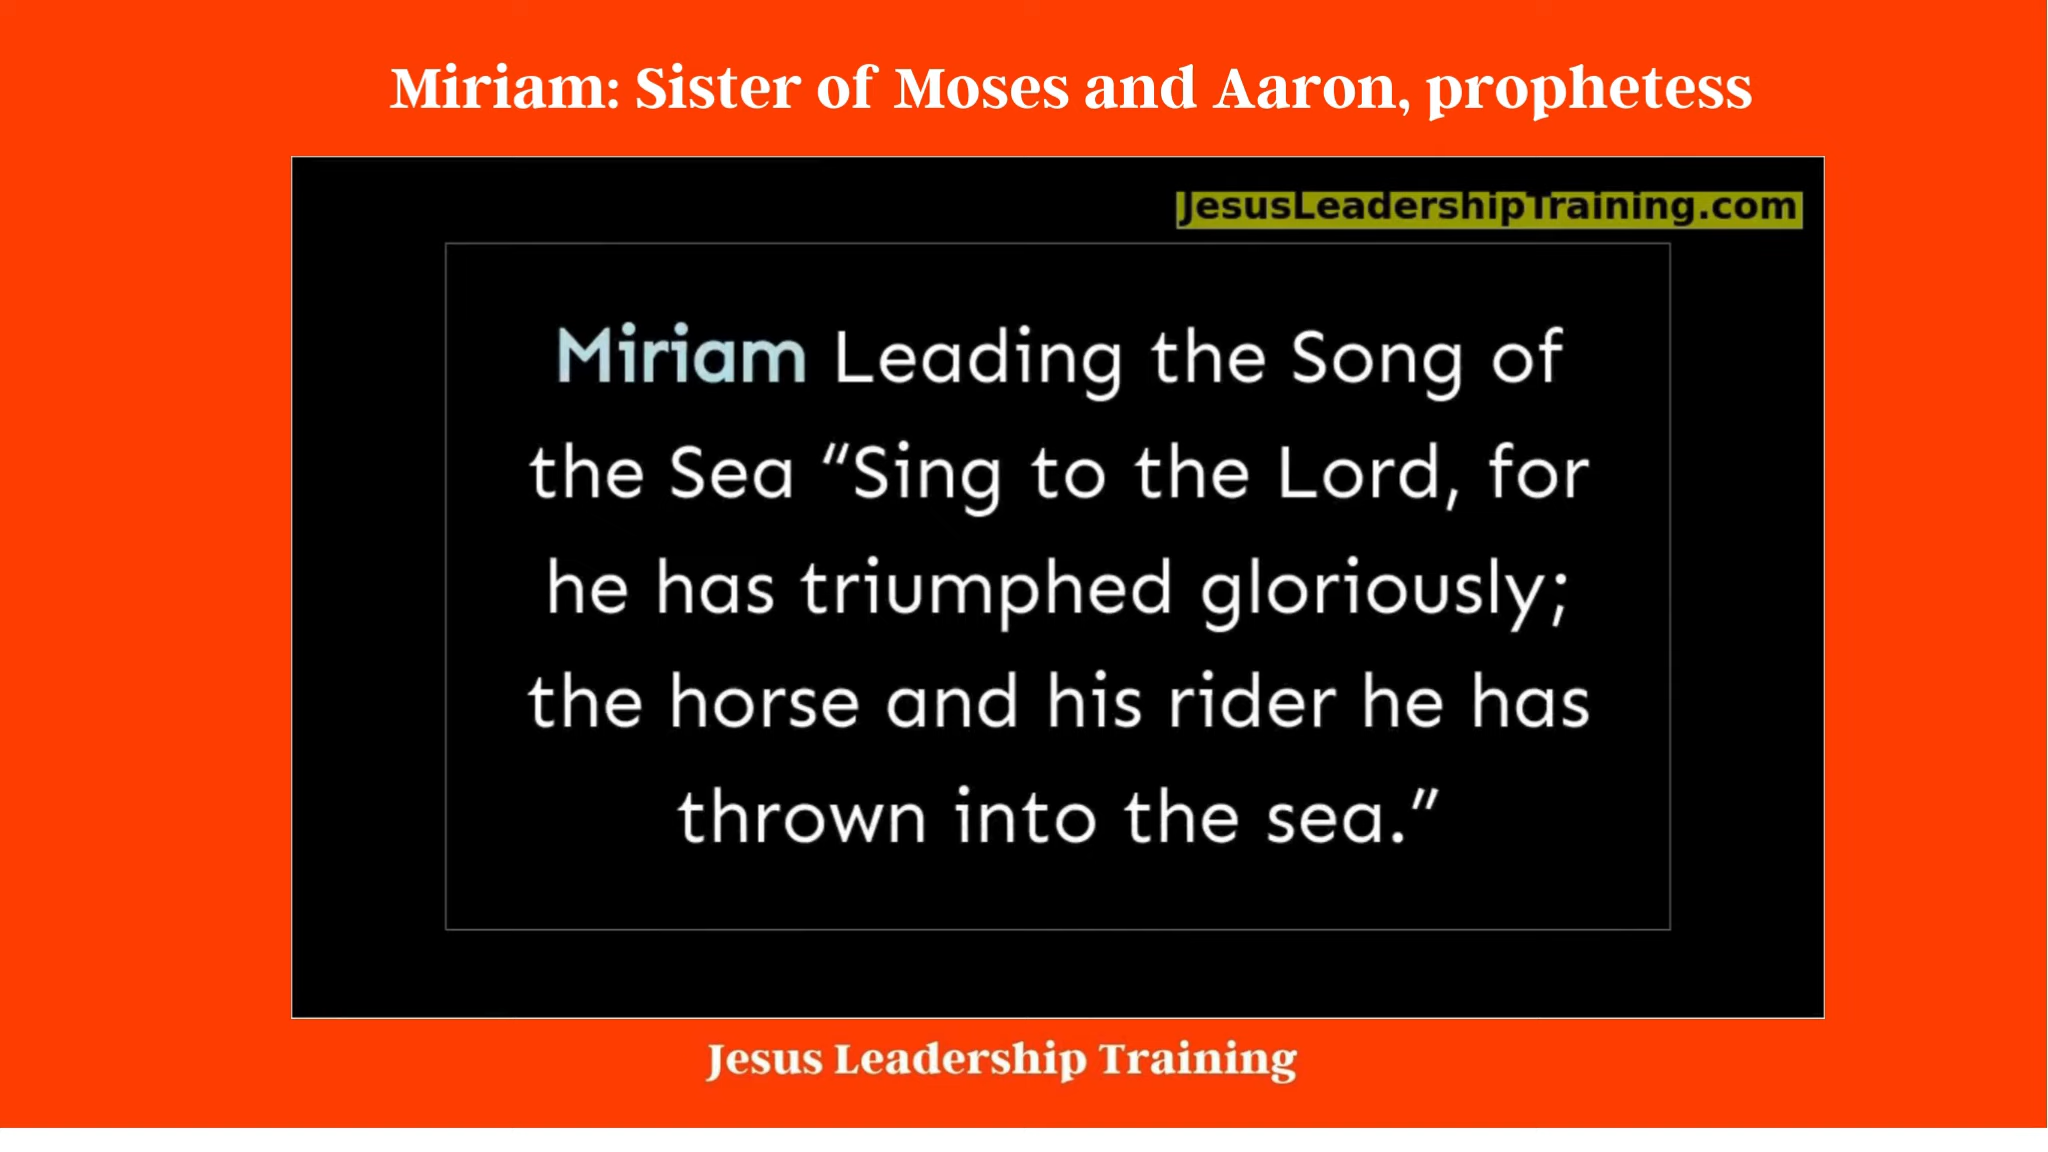 Miriam: Sister of Moses and Aaron, prophetess
JesusLeadershipTraining.com
Miriam Leading the Song of
the Sea “Sing to the Lord, for
he has triumphed gloriously;
the horse and his rider he has
thrown into the sea.”
Jesus Leadership Training